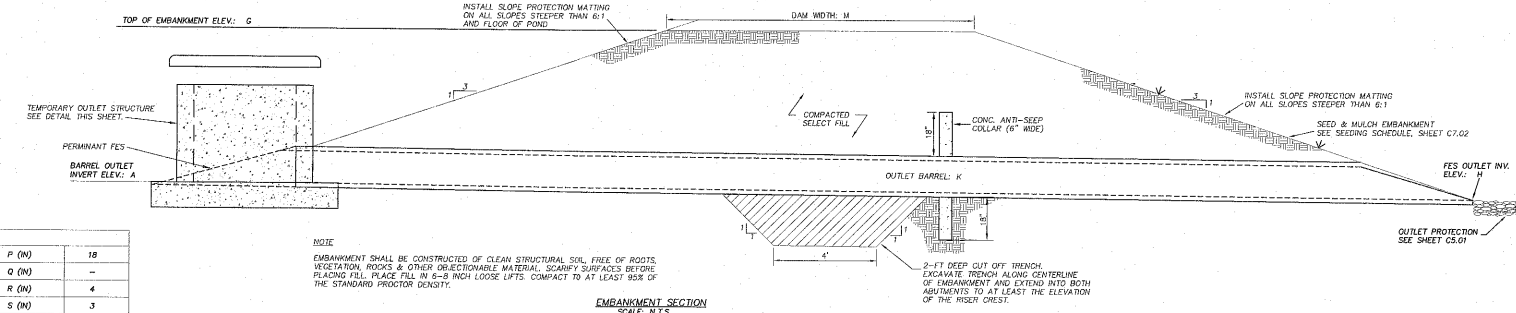 TOP OF EMBANKMENT ELEV.: G
INSTALL SLOPE PROTECTION MATTING
ON ALL SLOPES STEEPER THAN 6:1
AND FLOOR OF POND
DAM WIDTH: M
3
1
TEMPORARY OUTLET STRUCTURE
SEE DETAIL THIS SHEET.
PERMINANT FES
BARREL OUTLET
INVERT ELEV.: A
COMPACTED
SELECT FILL
18"
CONC. ANTI-SEEP
COLLAR (6" WIDE)
3
1
INSTALL SLOPE PROTECTION MATTING
ON ALL SLOPES STEEPER THAN 6:1
SEED & MULCH EMBANKMENT
SEE SEEDING SCHEDULE, SHEET C7.02
OUTLET BARREL: K
FES OUTLET INV.
ELEV.: H
OUTLET PROTECTION
SEE SHEET C5.01
1
1
1
1
18"
4'
2-FT DEEP CUT OFF TRENCH.
EXCAVATE TRENCH ALONG CENTERLINE
OF EMBANKMENT AND EXTEND INTO BOTH
ABUTMENTS TO AT LEAST THE ELEVATION
OF THE RISER CREST.
NOTE
EMBANKMENT SHALL BE CONSTRUCTED OF CLEAN STRUCTURAL SOIL, FREE OF ROOTS,
VEGETATION, ROCKS & OTHER OBJECTIONABLE MATERIAL. SCARIFY SURFACES BEFORE
PLACING FILL. PLACE FILL IN 6-8 INCH LOOSE LIFTS. COMPACT TO AT LEAST 95% OF
THE STANDARD PROCTOR DENSITY.
P (IN) 18
Q (IN) -
R (IN) 4
S (IN) 3
EMBANKMENT SECTION
SCALE: N.T.S.